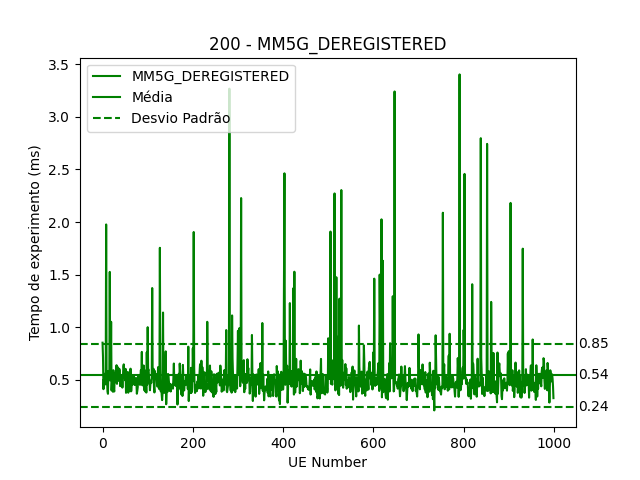 200 - MM5G_DEREGISTERED
MM5G_DEREGISTERED
Média
Desvio Padrão
Tempo de experimento (ms)
3.5
3.0
2.5
2.0
1.5
1.0
0.5
0.85
0.54
0.24
0 200 400 600 800 1000
UE Number